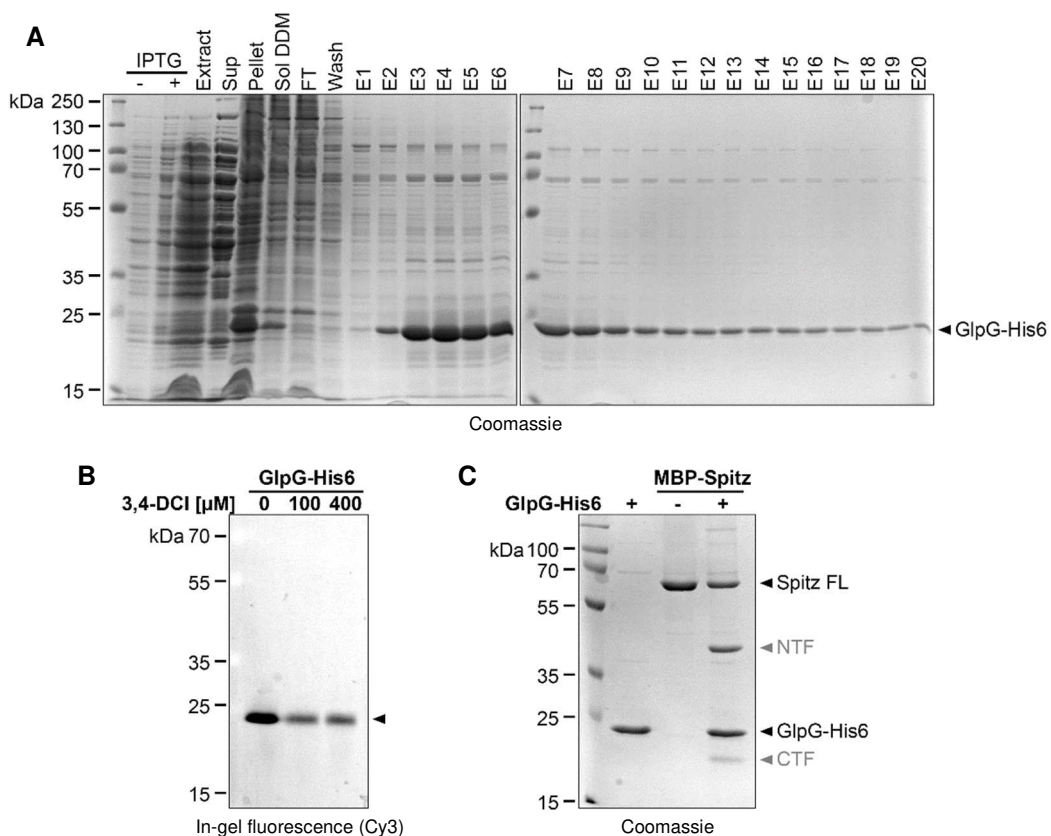 A
IPTG
- +
Extract
Sup
Pellet
Sol DDM
FT
Wash
E1
E2
E3
E4
E5
E6
E7
E8
E9
E10
E11
E12
E13
E14
E15
E16
E17
E18
E19
E20
kDa 250
130
100
70
55
35
25
15
GlpG-His6
Coomassie
B
GlpG-His6
3,4-DCI [µM] 0 100 400
kDa 70
55
35
25
15
In-gel fluorescence (Cy3)
C
MBP-Spitz
GlpG-His6 + - +
kDa 100
70
55
35
25
15
Spitz FL
NTF
GlpG-His6
CTF
Coomassie